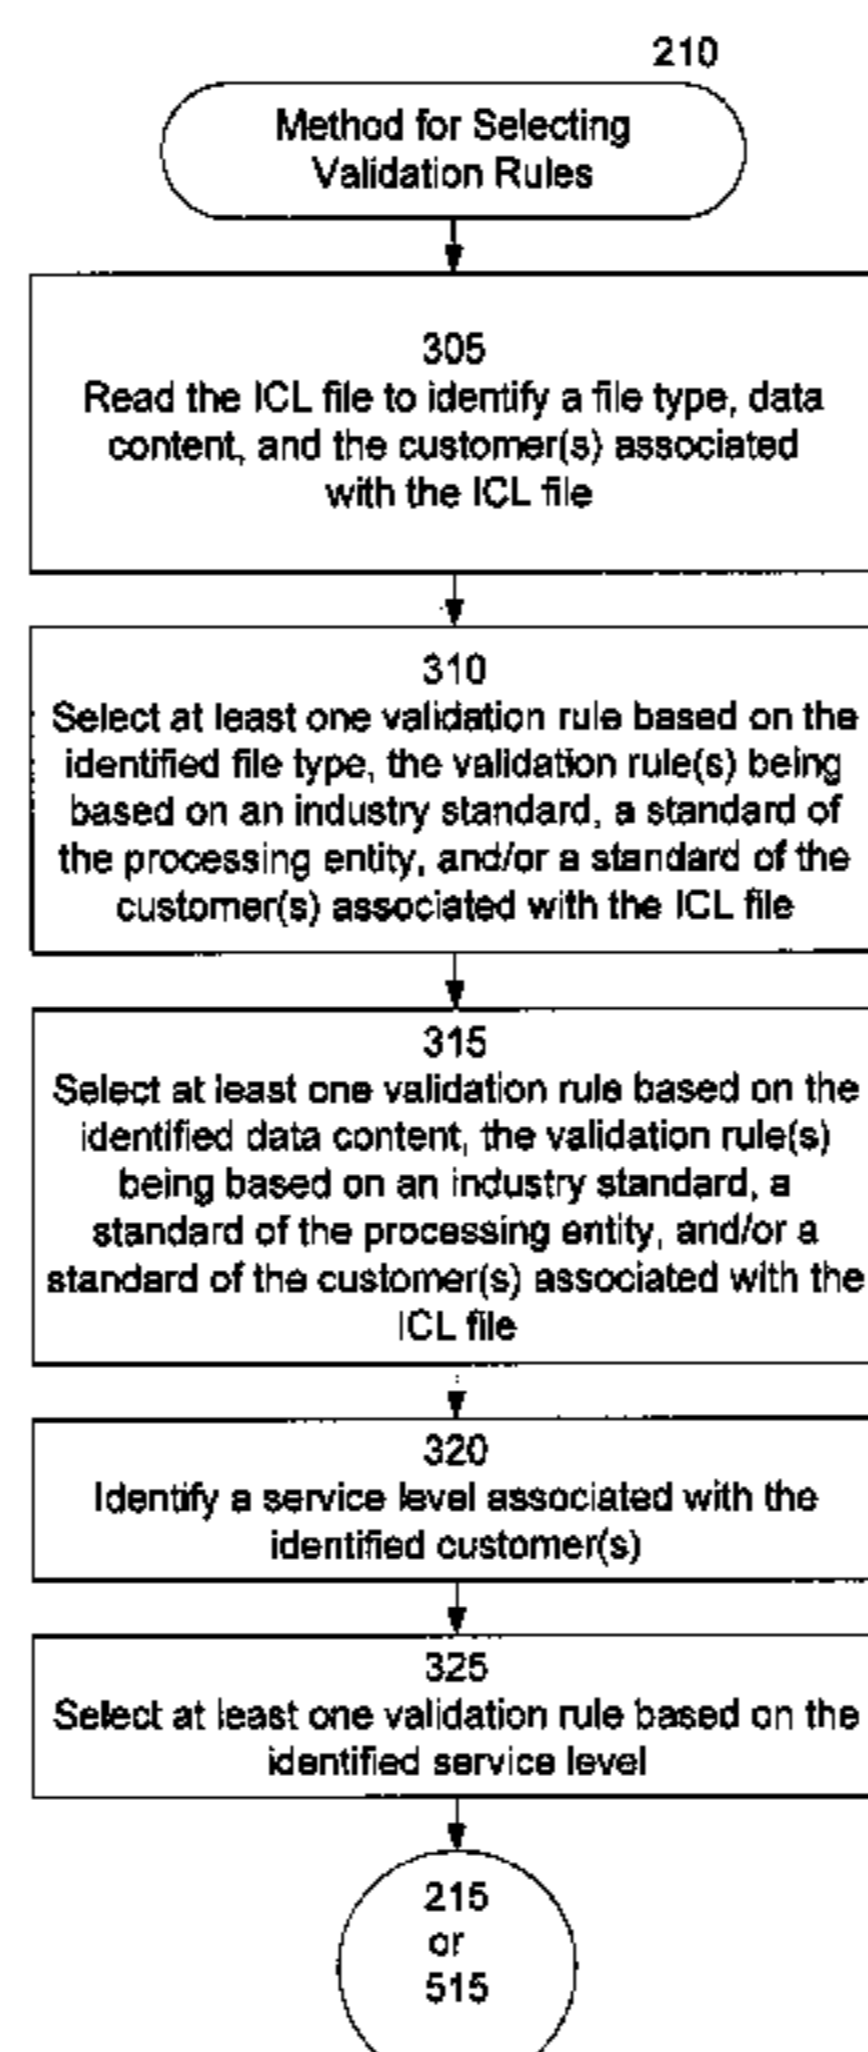 210
Method for Selecting
Validation Rules
305
Read the ICL file to identify a file type, data
content, and the customer(s) associated
with the ICL file
310
Select at least one validation rule based on the
identified file type, the validation rule(s) being
based on an industry standard, a standard of
the processing entity, and/or a standard of the
customer(s) associated with the ICL file
315
Select at least one validation rule based on the
identified data content, the validation rule(s)
being based on an industry standard, a
standard of the processing entity, and/or a
standard of the customer(s) associated with the
ICL file
320
Identify a service level associated with the
identified customer(s)
325
Select at least one validation rule based on the
identified service level
215
or
515